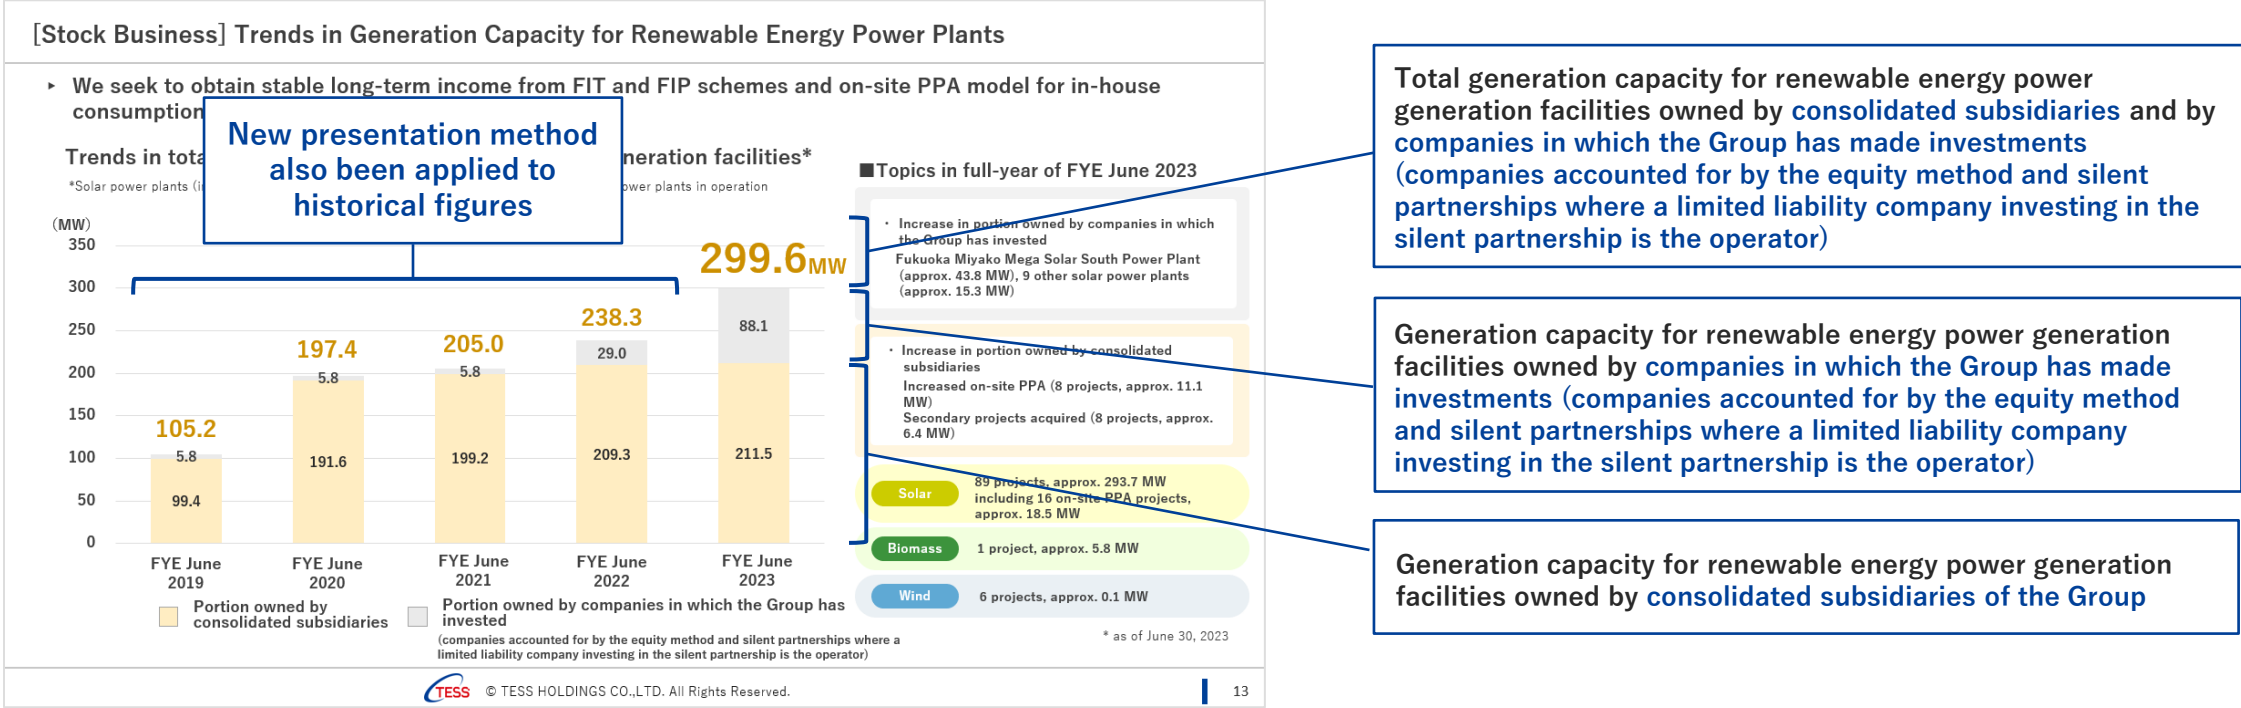 [Stock Business] Trends in Generation Capacity for Renewable Energy Power Plants
▸ We seek to obtain stable long-term income from FIT and FIP schemes and on-site PPA model for in-house
consumption
New presentation method
also been applied to
historical figures
Trends in tota
neration facilities*
*Solar power plants (i
ower plants in operation
(MW)
350
300
250
200
150
100
50
0
105.2
5.8
99.4
197.4
5.8
191.6
205.0
5.8
199.2
238.3
29.0
209.3
299.6MW
88.1
211.5
FYE June
2019
FYE June
2020
FYE June
2021
FYE June
2022
FYE June
2023
Portion owned by
consolidated subsidiaries
Portion owned by companies in which the Group has
invested
(companies accounted for by the equity method and silent partnerships where a
limited liability company investing in the silent partnership is the operator)
■Topics in full-year of FYE June 2023
・ Increase in portion owned by companies in which
the Group has invested
Fukuoka Miyako Mega Solar South Power Plant
(approx. 43.8 MW), 9 other solar power plants
(approx. 15.3 MW)
・ Increase in portion owned by consolidated
subsidiaries
Increased on-site PPA (8 projects, approx. 11.1
MW)
Secondary projects acquired (8 projects, approx.
6.4 MW)
Solar
89 projects, approx. 293.7 MW
including 16 on-site PPA projects,
approx. 18.5 MW
Biomass
1 project, approx. 5.8 MW
Wind
6 projects, approx. 0.1 MW
* as of June 30, 2023
TESS
© TESS HOLDINGS CO.,LTD. All Rights Reserved.
13
Total generation capacity for renewable energy power
generation facilities owned by consolidated subsidiaries and by
companies in which the Group has made investments
(companies accounted for by the equity method and silent
partnerships where a limited liability company investing in the
silent partnership is the operator)
Generation capacity for renewable energy power generation
facilities owned by companies in which the Group has made
investments (companies accounted for by the equity method
and silent partnerships where a limited liability company
investing in the silent partnership is the operator)
Generation capacity for renewable energy power generation
facilities owned by consolidated subsidiaries of the Group